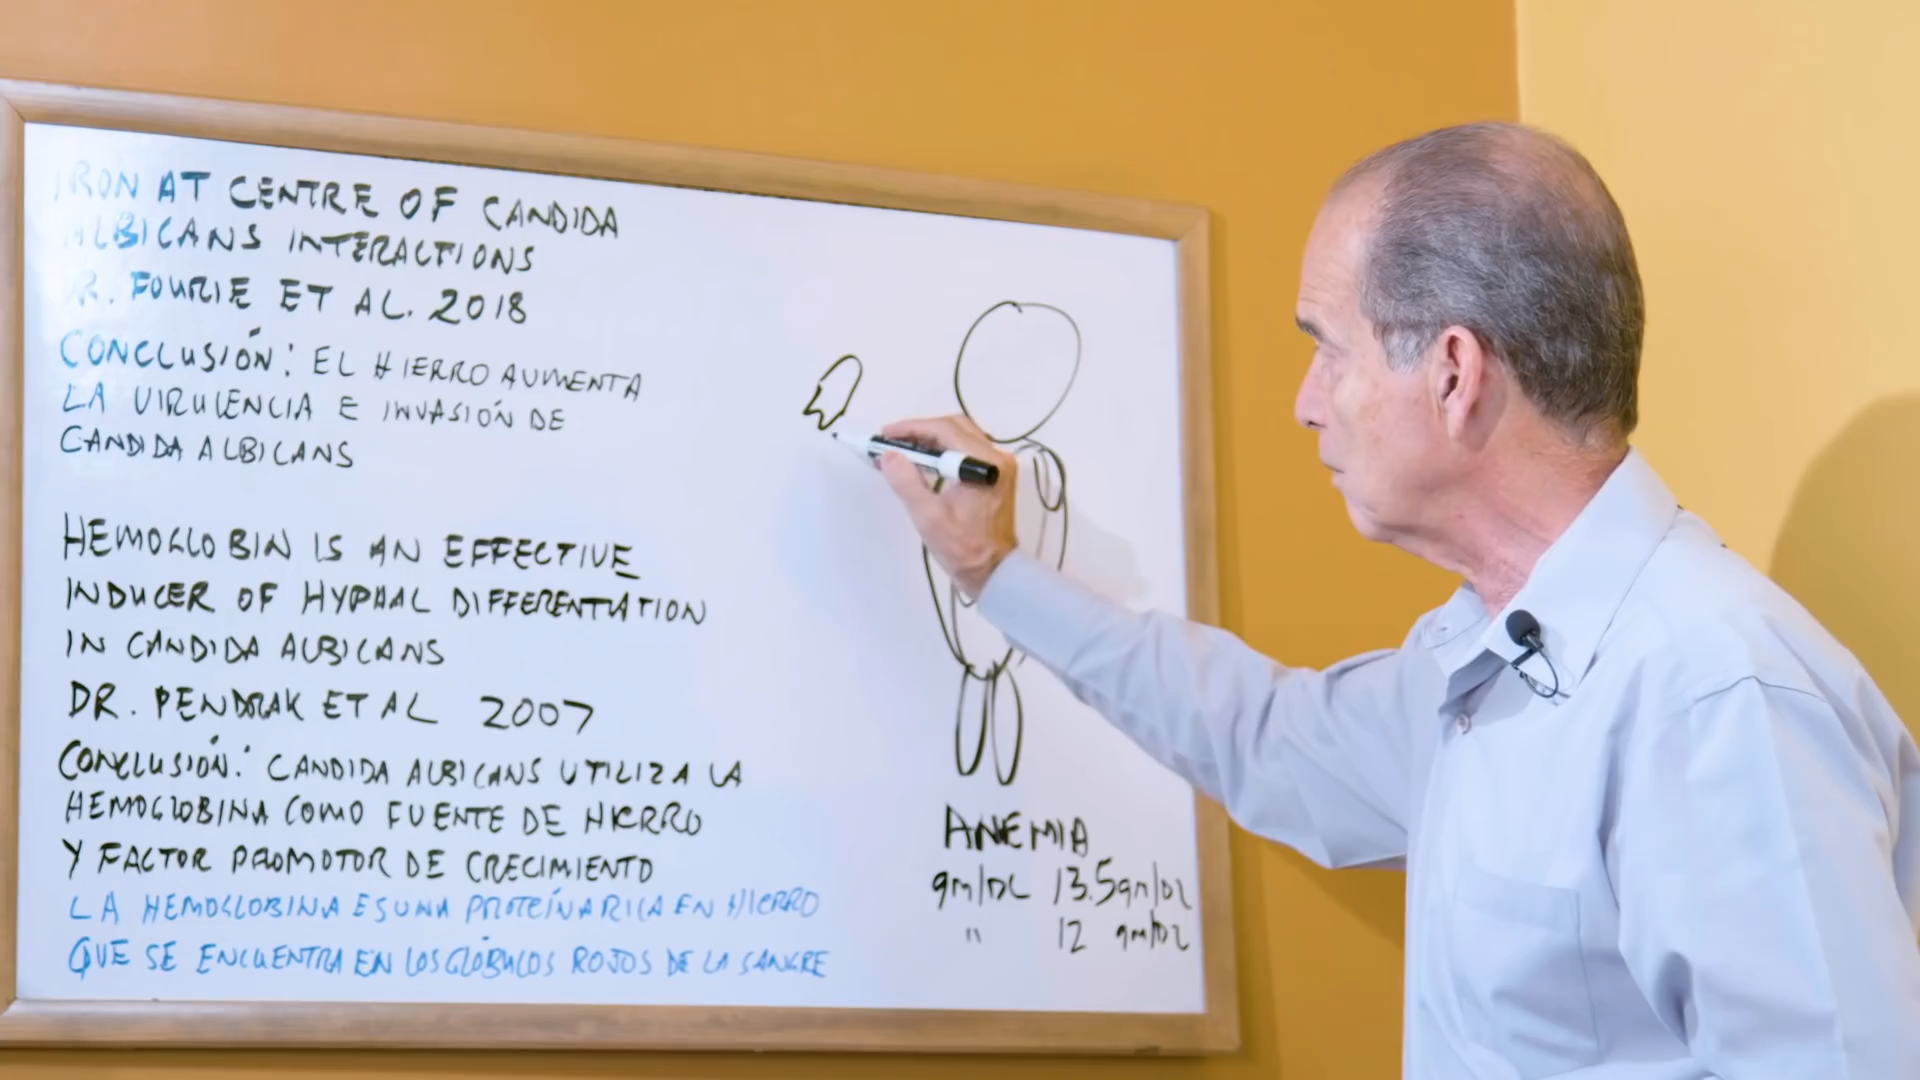 IRON AT CENTRE OF CANDIDA
ALBICANS INTERACTIONS
R. FOURIE ET AL. 2018
CONCLUSIÓN: EL HIERRO AUMENTA
LA VIRULENCIA E INVASIÓN DE
CANDIDA ALBICANS
HEMOGLOBIN IS AN EFFECTIVE
INDUCER OF HYPHAL DIFFERENTIATION
IN CANDIDA ALBICANS
DR. PENDRAK ET AL 2007
CONCLUSIÓN: CANDIDA ALBICANS UTILIZA LA
HEMOGLOBINA COMO FUENTE DE HIERRO
Y FACTOR PROMOTOR DE CRECIMIENTO
LA HEMOGLOBINA ES UNA PROTEÍNA RICA EN HIERRO
QUE SE ENCUENTRA EN LOS GLÓBULOS ROJOS DE LA SANGRE
ANEMIA
gm/DL 13.5 gm/DL
" 12 gm/DL